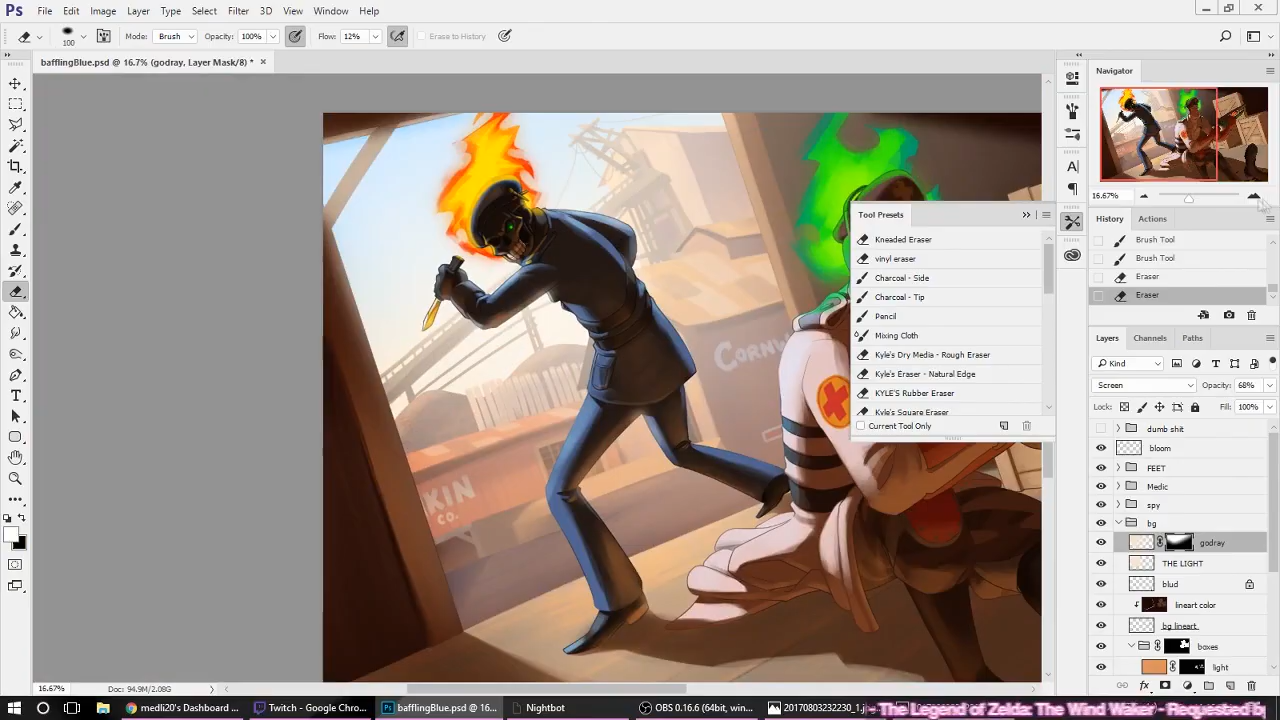 Ps File Edit Image Layer Type Select Filter 3D View Window Help
100 Mode: Brush Opacity: 100% Flow: 12% Erase to History
bafflingBlue.psd @ 16.7% (godray, Layer Mask/8) * ×
Navigator
16.67%
History Actions
Brush Tool
Brush Tool
Eraser
Eraser
Tool Presets
Kneaded Eraser
vinyl eraser
Charcoal - Side
Charcoal - Tip
Pencil
Mixing Cloth
Kyle's Dry Media - Rough Eraser
Kyle's Eraser - Natural Edge
KYLE'S Rubber Eraser
Kyle's Square Eraser
Current Tool Only
Layers Channels Paths
Kind
Screen Opacity: 68%
Lock: Fill: 100%
dumb shit
bloom
FEET
Medic
spy
bg
godray
THE LIGHT
blud
lineart color
bg lineart
boxes
light
CORNW
KIN
CO.
16.67% Doc: 94.9M/2.08G
medli20's Dashboard ... Twitch - Google Chro... bafflingBlue.psd @ 16... Nightbot OBS 0.16.6 (64bit, win... 20170803232230_1.j
The Legend of Zelda: The Wind Waker - Requested by